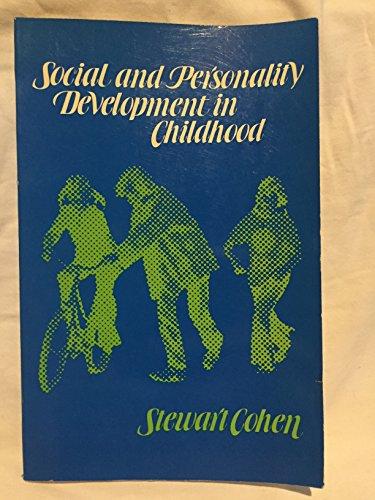 Social and Personality
Development in
Childhood
Stewart Cohen